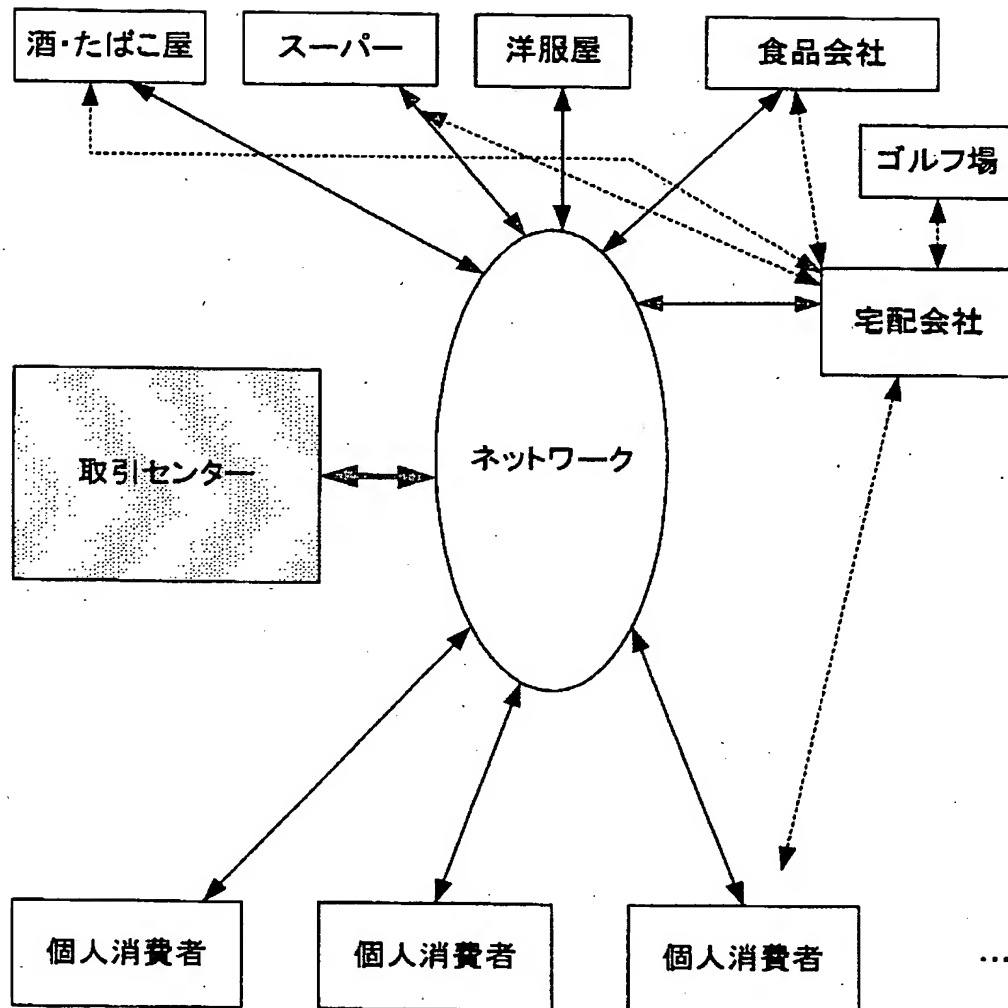 酒・たばこ屋
スーパー
洋服屋
食品会社
ゴルフ場
宅配会社
取引センター
ネットワーク
個人消費者
個人消費者
個人消費者
…